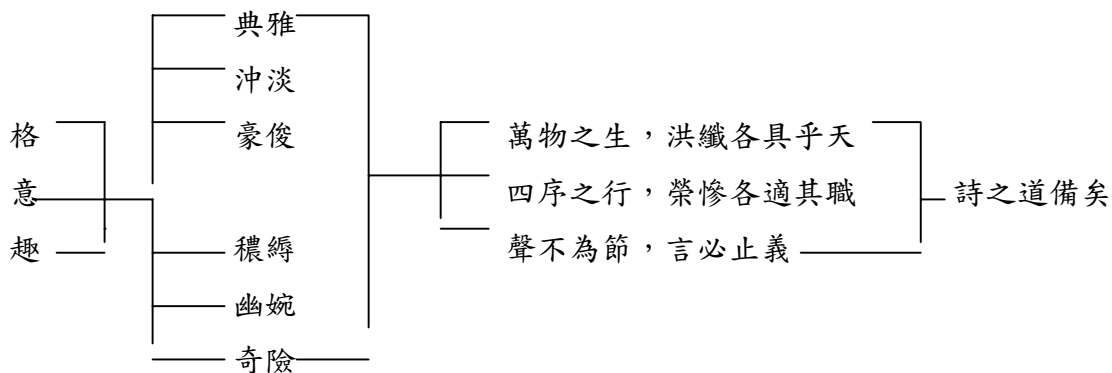 格
意
趣
典雅
沖淡
豪俊
穠縟
幽婉
奇險
萬物之生,洪纖各具乎天
四序之行,榮慘各適其職
聲不為節,言必止義
詩之道備矣